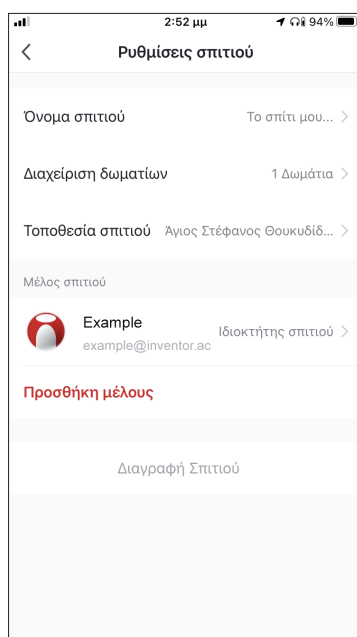 2:52 μμ 94%
Ρυθμίσεις σπιτιού
Όνομα σπιτιού Το σπίτι μου...
Διαχείριση δωματίων 1 Δωμάτια
Τοποθεσία σπιτιού Άγιος Στέφανος Θουκυδίδ...
Μέλος σπιτιού
Example Ιδιοκτήτης σπιτιού
example@inventor.ac
Προσθήκη μέλους
Διαγραφή Σπιτιού